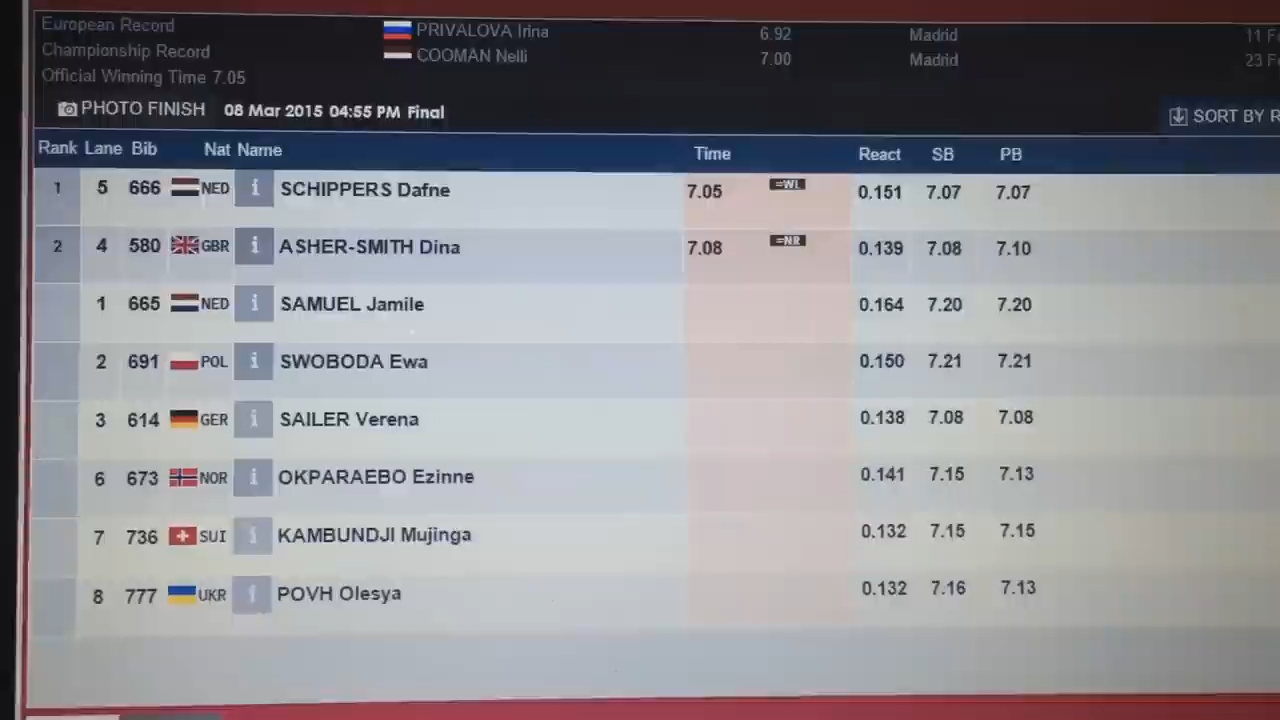 European Record PRIVALOVA Irina 6.92 Madrid 11
Championship Record COOMAN Nelli 7.00 Madrid 23
Official Winning Time 7.05
PHOTO FINISH 08 Mar 2015 04:55 PM Final SORT BY
Rank Lane Bib Nat Name Time React SB PB
1 5 666 NED i SCHIPPERS Dafne 7.05 =WL 0.151 7.07 7.07
2 4 580 GBR i ASHER-SMITH Dina 7.08 =NR 0.139 7.08 7.10
1 665 NED i SAMUEL Jamile 0.164 7.20 7.20
2 691 POL i SWOBODA Ewa 0.150 7.21 7.21
3 614 GER i SAILER Verena 0.138 7.08 7.08
6 673 NOR i OKPARAEBO Ezinne 0.141 7.15 7.13
7 736 SUI i KAMBUNDJI Mujinga 0.132 7.15 7.15
8 777 UKR i POVH Olesya 0.132 7.16 7.13